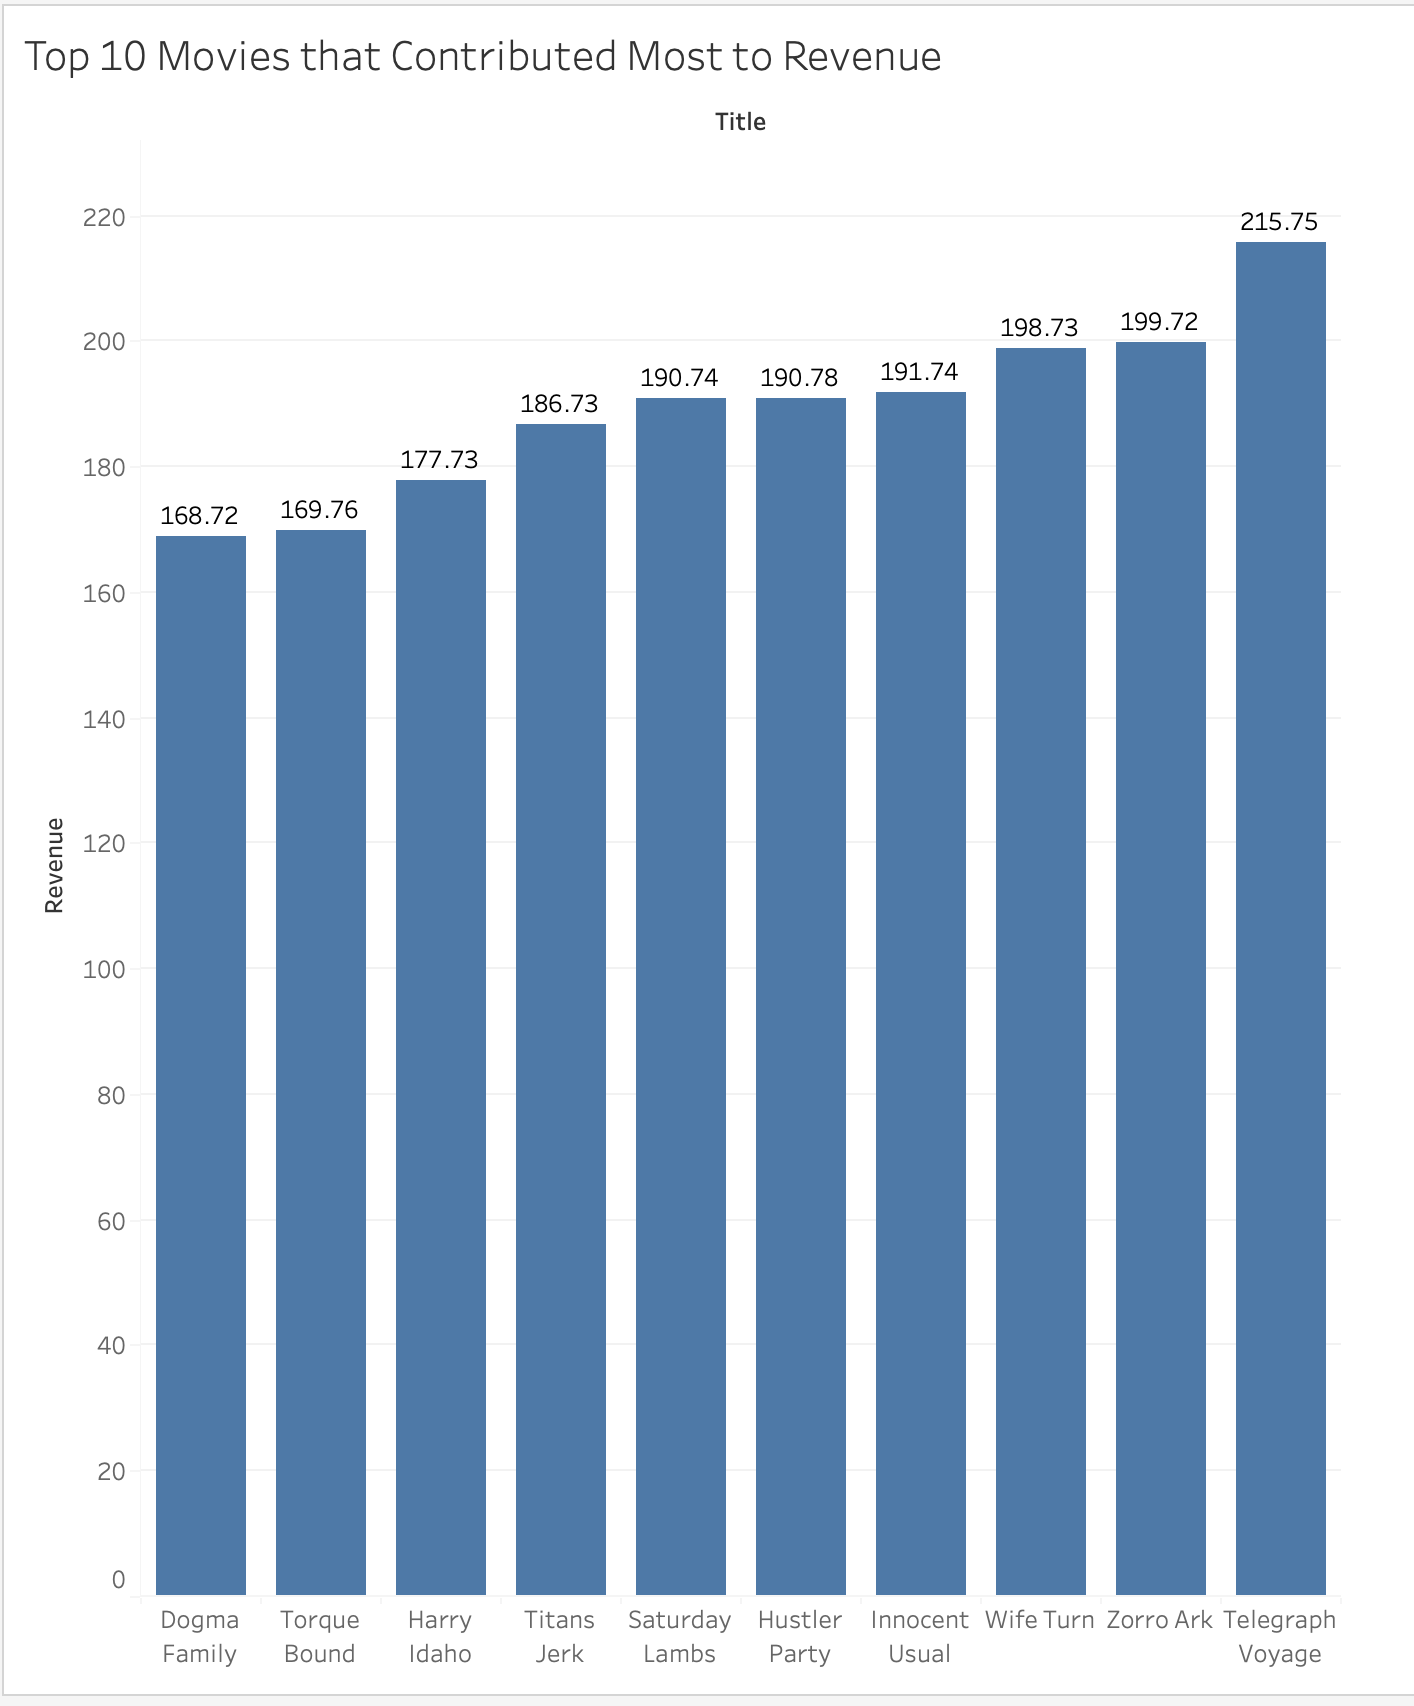 Top 10 Movies that Contributed Most to Revenue
Title
220
200
180
160
140
120
100
80
60
40
20
0
Revenue
168.72
169.76
177.73
186.73
190.74
190.78
191.74
198.73
199.72
215.75
Dogma
Family
Torque
Bound
Harry
Idaho
Titans
Jerk
Saturday
Lambs
Hustler
Party
Innocent
Usual
Wife Turn
Zorro Ark
Telegraph
Voyage